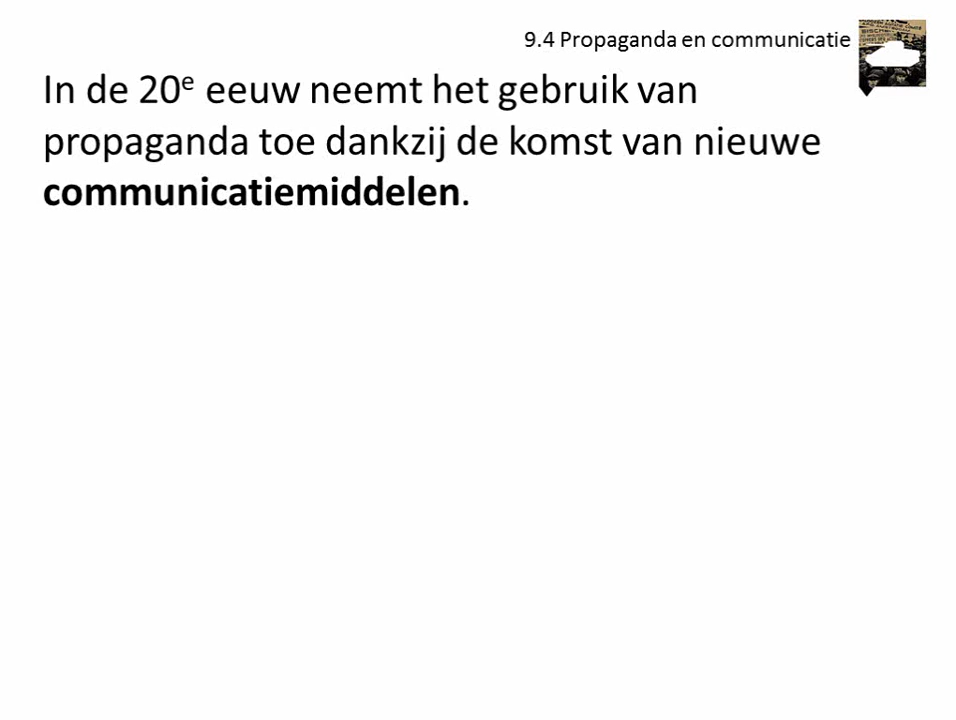 9.4 Propaganda en communicatie
In de 20e eeuw neemt het gebruik van
propaganda toe dankzij de komst van nieuwe
communicatiemiddelen.